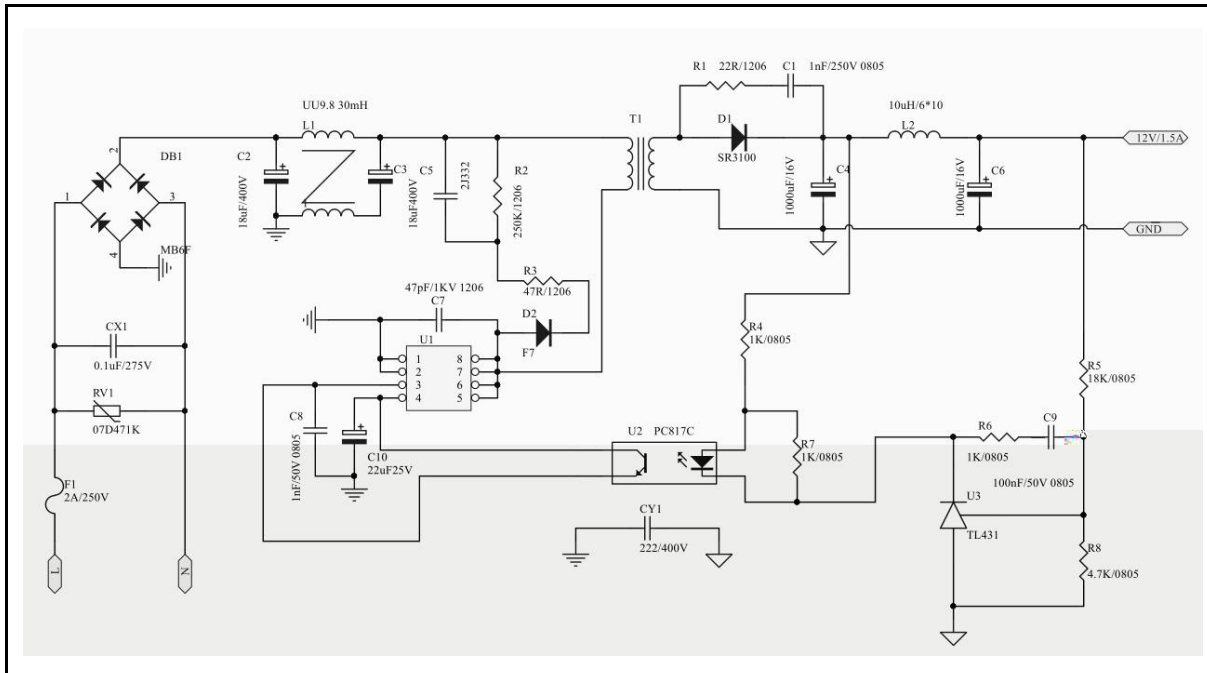 R1 22R/1206 C1 1nF/250V 0805
UU9.8 30mH
L1
T1
D1
SR3100
10uH/6*10
L2
12V/1.5A
2
DB1
1
3
4
MB6F
C2
18uF/400V
C3
18uF400V
C5
2J332
R2
250K/1206
C4
1000uF/16V
C6
1000uF/16V
GND
R3
47R/1206
47pF/1KV 1206
C7
D2
F7
U1
1 8
2 7
3 6
4 5
CX1
0.1uF/275V
RV1
07D471K
R4
1K/0805
R5
18K/0805
C8
1nF/50V 0805
C10
22uF25V
U2 PC817C
R7
1K/0805
R6
1K/0805
C9
100nF/50V 0805
F1
2A/250V
CY1
222/400V
U3
TL431
R8
4.7K/0805
L
N